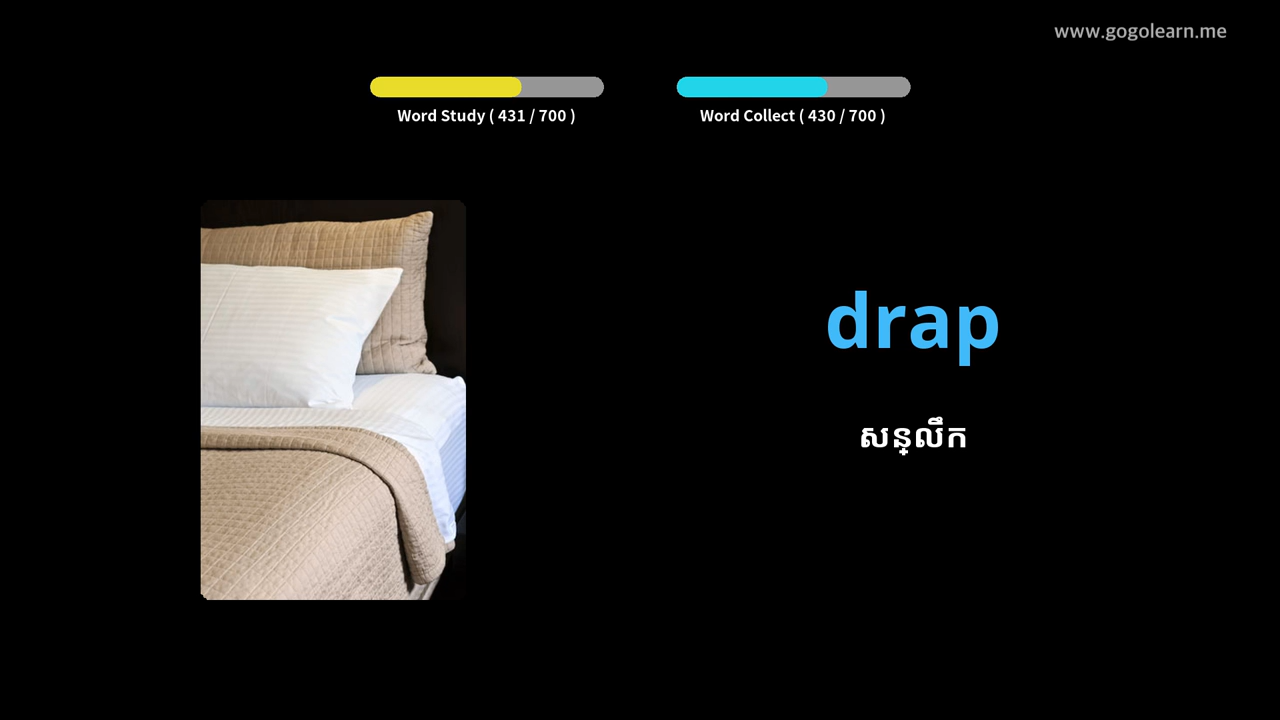 www.gogolearn.me
Word Study ( 431 / 700 )
Word Collect ( 430 / 700 )
drap
សន្លឹក